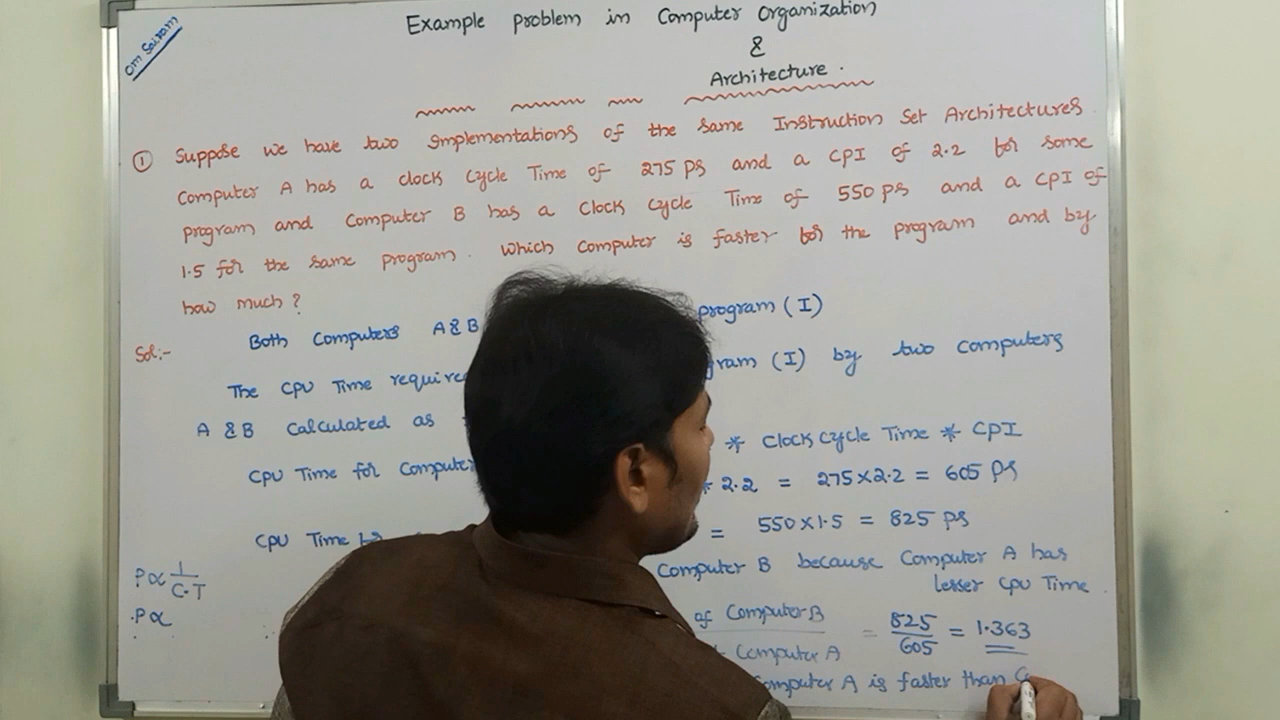 Om Sairam
Example problem in Computer Organization
&
Architecture.
① Suppose we have two Implementations of the same Instruction Set Architectures
Computer A has a clock cycle Time of 275 ps and a CPI of 2.2 for some
program and Computer B has a Clock cycle Time of 550 ps and a CPI of
1.5 for the same program. Which Computer is faster for the program and by
how much?
Sol:-
Both Computers A & B program (I)
The CPU Time require gram (I) by two computers
A & B Calculated as
* Clock cycle Time * CPI
CPU Time for Computer * 2.2 = 275×2.2 = 605 ps
CPU Time = 550×1.5 = 825 ps
Computer B because Computer A has
lesser CPU Time
P ∝ 1/C.T
P ∝
of Computer B = 825/605 = 1.363
Computer A
Computer A is faster than